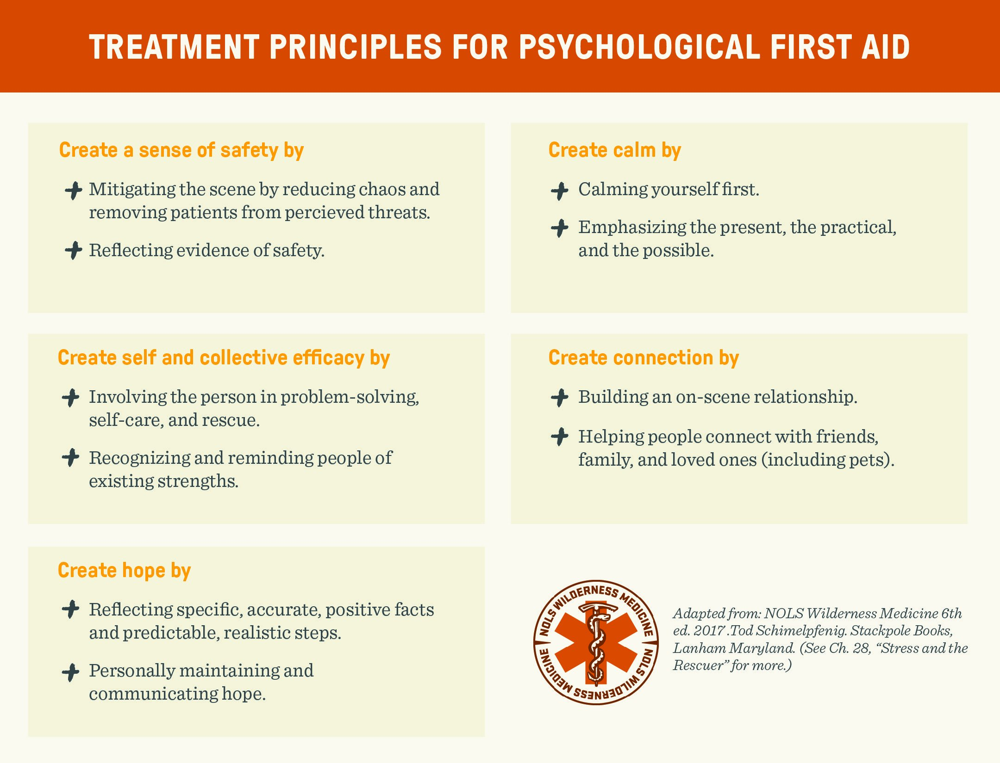 TREATMENT PRINCIPLES FOR PSYCHOLOGICAL FIRST AID
Create a sense of safety by
Mitigating the scene by reducing chaos and
removing patients from percieved threats.
Reflecting evidence of safety.
Create calm by
Calming yourself first.
Emphasizing the present, the practical,
and the possible.
Create self and collective efficacy by
Involving the person in problem-solving,
self-care, and rescue.
Recognizing and reminding people of
existing strengths.
Create connection by
Building an on-scene relationship.
Helping people connect with friends,
family, and loved ones (including pets).
Create hope by
Reflecting specific, accurate, positive facts
and predictable, realistic steps.
Personally maintaining and
communicating hope.
NOLS WILDERNESS MEDICINE
NOLS WILDERNESS MEDICINE
Adapted from: NOLS Wilderness Medicine 6th
ed. 2017 .Tod Schimelpfenig. Stackpole Books,
Lanham Maryland. (See Ch. 28, “Stress and the
Rescuer” for more.)